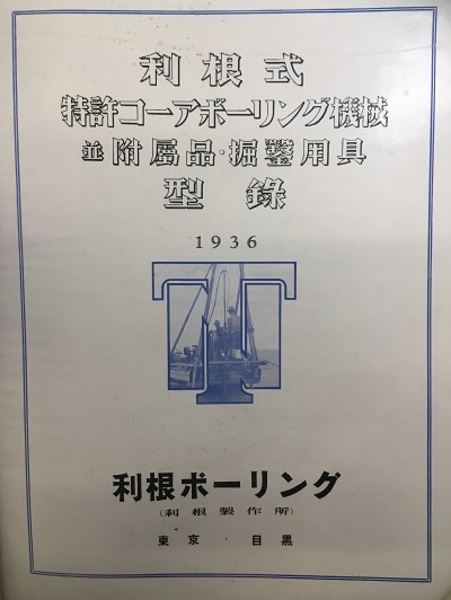 利根式
特許コーアボーリング機械
並附屬品・掘鑿用具
型錄
1936
T
利根ボーリング
(利根製作所)
東京・目黒